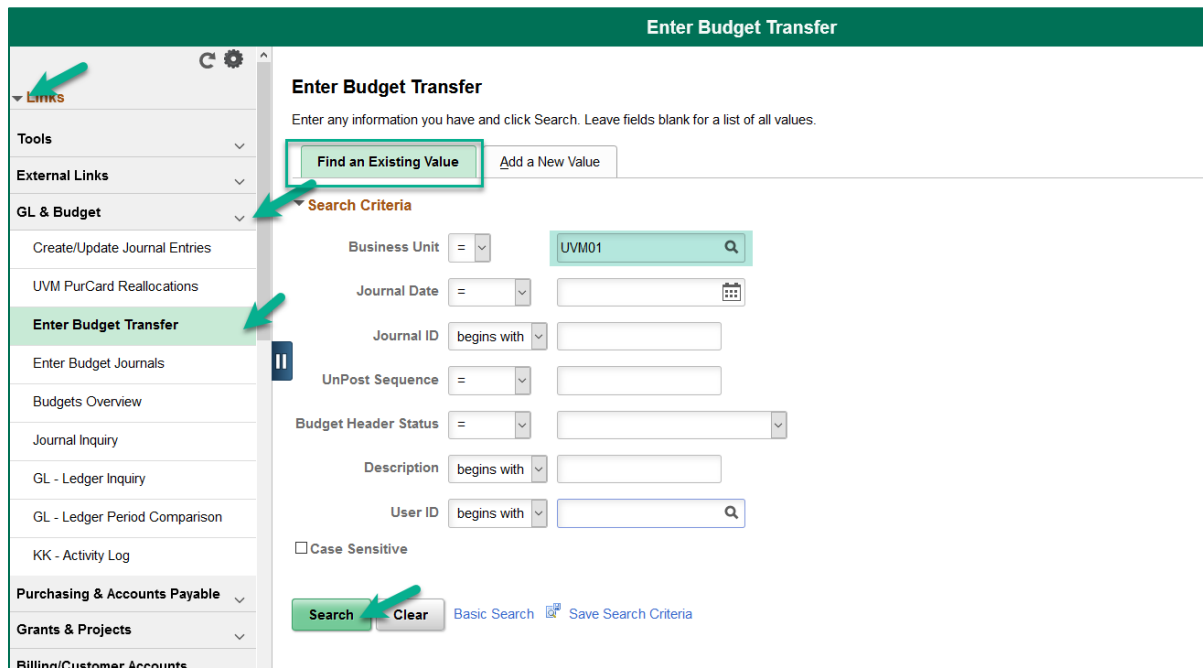 Enter Budget Transfer
Links
Tools
External Links
GL & Budget
Create/Update Journal Entries
UVM PurCard Reallocations
Enter Budget Transfer
Enter Budget Journals
Budgets Overview
Journal Inquiry
GL - Ledger Inquiry
GL - Ledger Period Comparison
KK - Activity Log
Purchasing & Accounts Payable
Grants & Projects
Billing/Customer Accounts
Enter Budget Transfer
Enter any information you have and click Search. Leave fields blank for a list of all values.
Find an Existing Value Add a New Value
Search Criteria
Business Unit = UVM01
Journal Date =
Journal ID begins with
UnPost Sequence =
Budget Header Status =
Description begins with
User ID begins with
Case Sensitive
Search Clear Basic Search Save Search Criteria